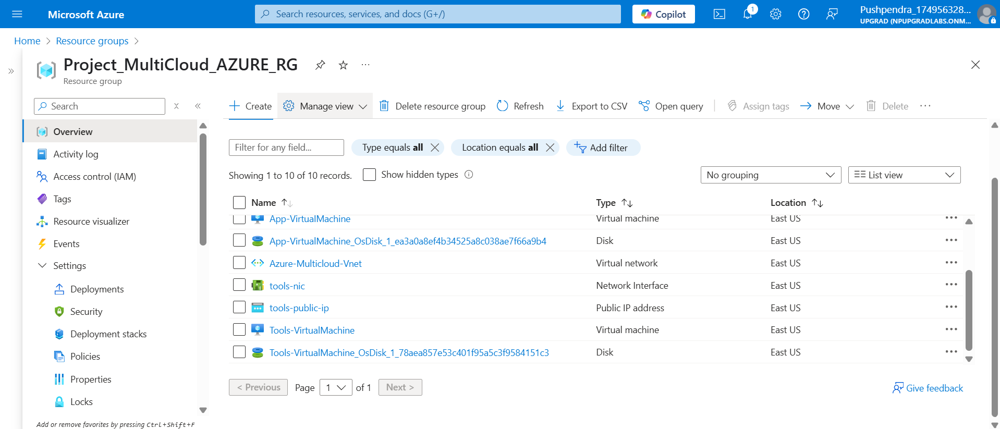 Microsoft Azure
Search resources, services, and docs (G+/)
Copilot
1
Pushpendra_174956328...
UPGRAD (NPUPGRADLABS.ONM...
Home > Resource groups >
Project_MultiCloud_AZURE_RG
Resource group
Search
Create
Manage view
Delete resource group
Refresh
Export to CSV
Open query
Assign tags
Move
Delete
Overview
Activity log
Access control (IAM)
Tags
Resource visualizer
Events
Settings
Deployments
Security
Deployment stacks
Policies
Properties
Locks
Add or remove favorites by pressing Ctrl+Shift+F
Filter for any field...
Type equals all
Location equals all
Add filter
Showing 1 to 10 of 10 records.
Show hidden types
No grouping
List view
Name Type Location
App-VirtualMachine Virtual machine East US
App-VirtualMachine_OsDisk_1_ea3a0a8ef4b34525a8c038ae7f66a9b4 Disk East US
Azure-Multicloud-Vnet Virtual network East US
tools-nic Network Interface East US
tools-public-ip Public IP address East US
Tools-VirtualMachine Virtual machine East US
Tools-VirtualMachine_OsDisk_1_78aea857e53c401f95a5c3f9584151c3 Disk East US
< Previous Page 1 of 1 Next >
Give feedback